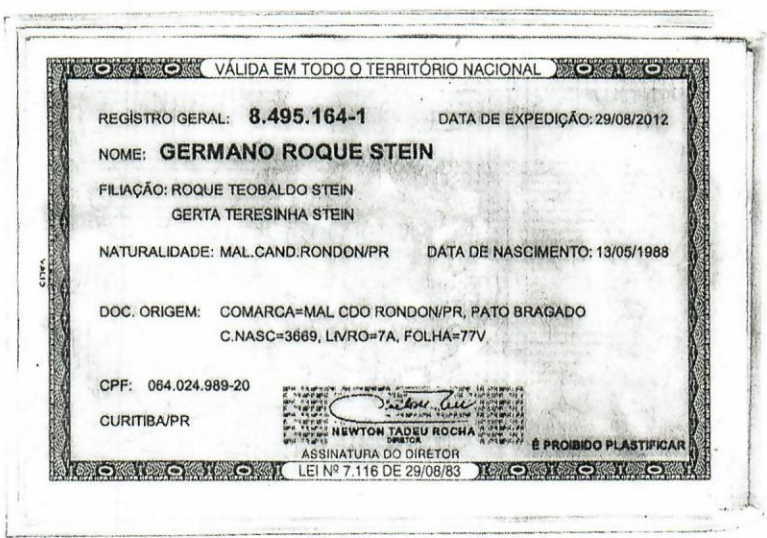 VÁLIDA EM TODO O TERRITÓRIO NACIONAL
REGISTRO GERAL: 8.495.164-1 DATA DE EXPEDIÇÃO: 29/08/2012
NOME: GERMANO ROQUE STEIN
FILIAÇÃO: ROQUE TEOBALDO STEIN
GERTA TERESINHA STEIN
NATURALIDADE: MAL.CAND.RONDON/PR DATA DE NASCIMENTO: 13/05/1988
DOC. ORIGEM: COMARCA=MAL CDO RONDON/PR, PATO BRAGADO
C.NASC=3669, LIVRO=7A, FOLHA=77V
CPF: 064.024.989-20
CURITIBA/PR
NEWTON TADEU ROCHA
DIRETOR
É PROIBIDO PLASTIFICAR
ASSINATURA DO DIRETOR
LEI Nº 7.116 DE 29/08/83